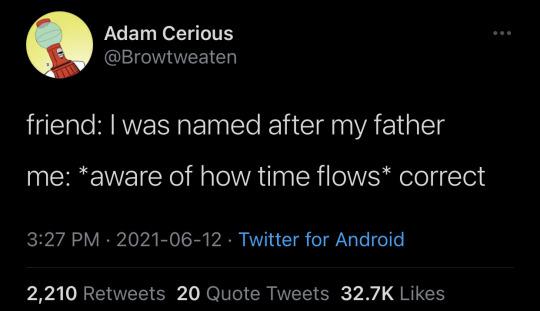 Adam Cerious
@Browtweaten
friend: I was named after my father
me: *aware of how time flows* correct
3:27 PM · 2021-06-12 · Twitter for Android
2,210 Retweets 20 Quote Tweets 32.7K Likes